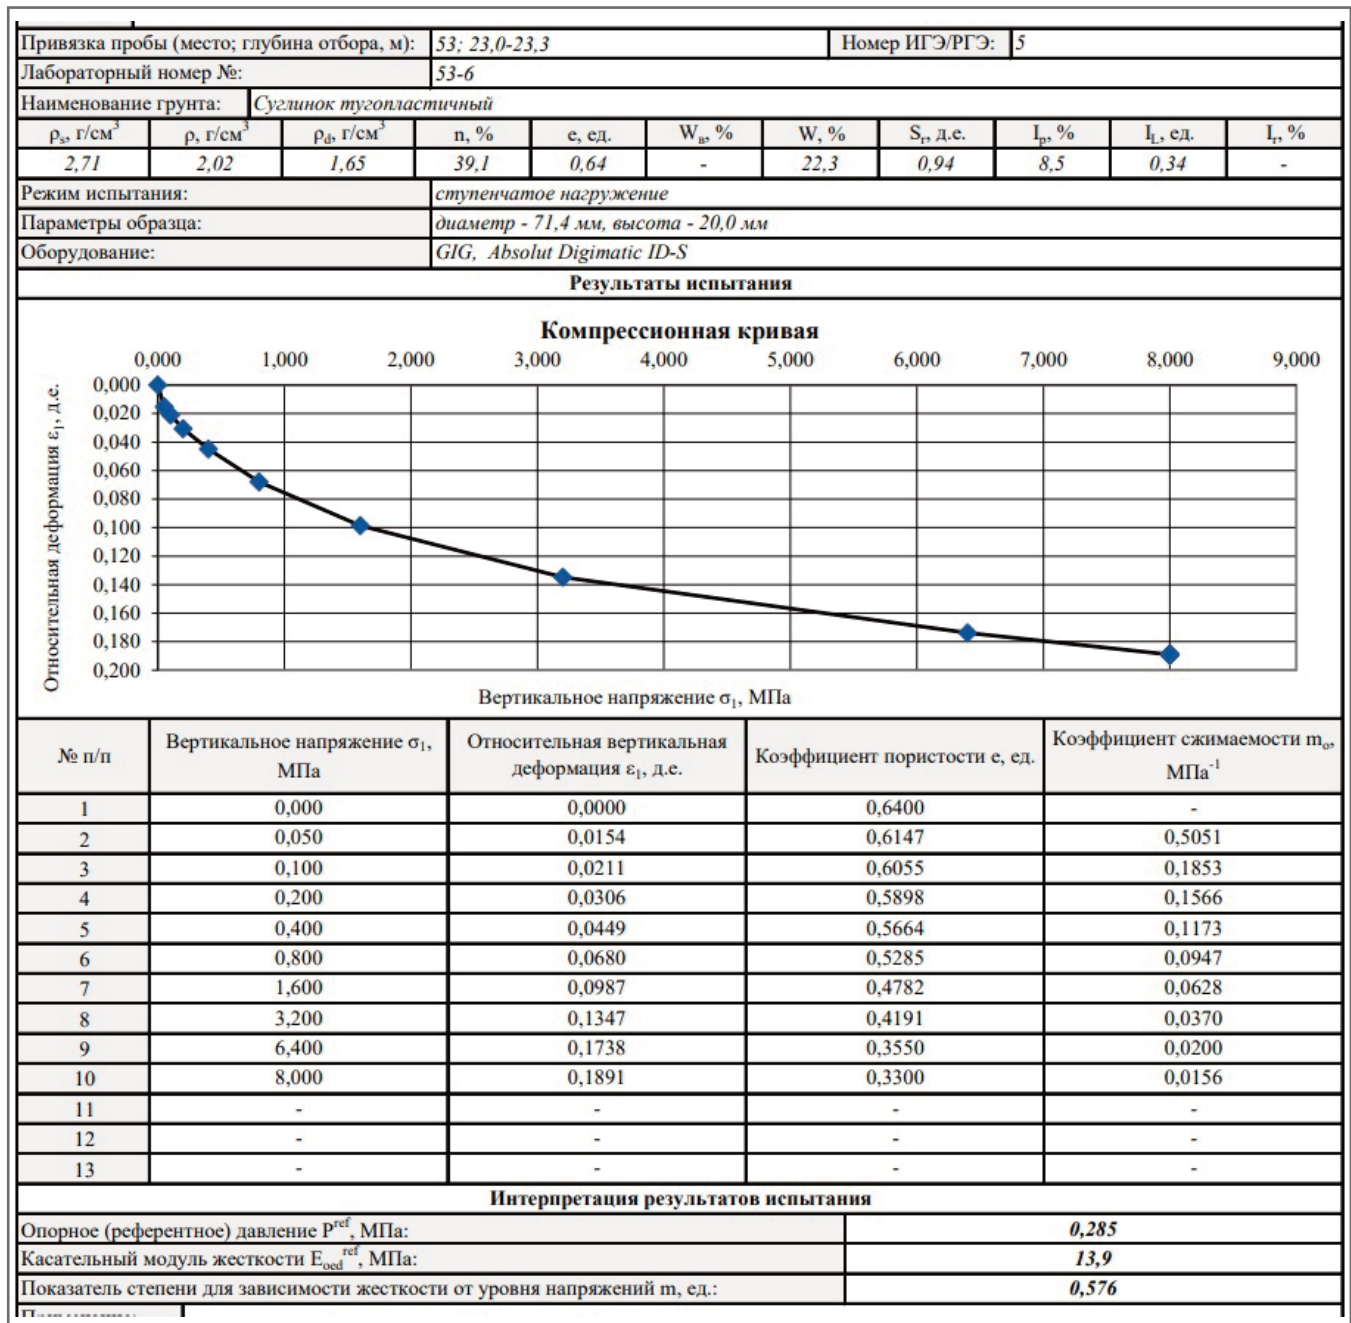 Привязка пробы (место; глубина отбора, м): 53; 23,0-23,3 Номер ИГЭ/РГЭ: 5
Лабораторный номер №: 53-6
Наименование грунта: Суглинок тугопластичный
ρs, г/см³ ρ, г/см³ ρd, г/см³ n, % e, ед. Wв, % W, % Sr, д.е. Ip, % IL, ед. Ir, %
2,71 2,02 1,65 39,1 0,64 - 22,3 0,94 8,5 0,34 -
Режим испытания: ступенчатое нагружение
Параметры образца: диаметр - 71,4 мм, высота - 20,0 мм
Оборудование: GIG, Absolut Digimatic ID-S
Результаты испытания
Компрессионная кривая
0,000 1,000 2,000 3,000 4,000 5,000 6,000 7,000 8,000 9,000
Относительная деформация ε1, д.е.
0,000
0,020
0,040
0,060
0,080
0,100
0,120
0,140
0,160
0,180
0,200
Вертикальное напряжение σ1, МПа
№ п/п Вертикальное напряжение σ1, МПа Относительная вертикальная деформация ε1, д.е. Коэффициент пористости e, ед. Коэффициент сжимаемости mo, МПа⁻¹
1 0,000 0,0000 0,6400 -
2 0,050 0,0154 0,6147 0,5051
3 0,100 0,0211 0,6055 0,1853
4 0,200 0,0306 0,5898 0,1566
5 0,400 0,0449 0,5664 0,1173
6 0,800 0,0680 0,5285 0,0947
7 1,600 0,0987 0,4782 0,0628
8 3,200 0,1347 0,4191 0,0370
9 6,400 0,1738 0,3550 0,0200
10 8,000 0,1891 0,3300 0,0156
11 - - - -
12 - - - -
13 - - - -
Интерпретация результатов испытания
Опорное (референтное) давление Pref, МПа: 0,285
Касательный модуль жесткости Eoedref, МПа: 13,9
Показатель степени для зависимости жесткости от уровня напряжений m, ед.: 0,576